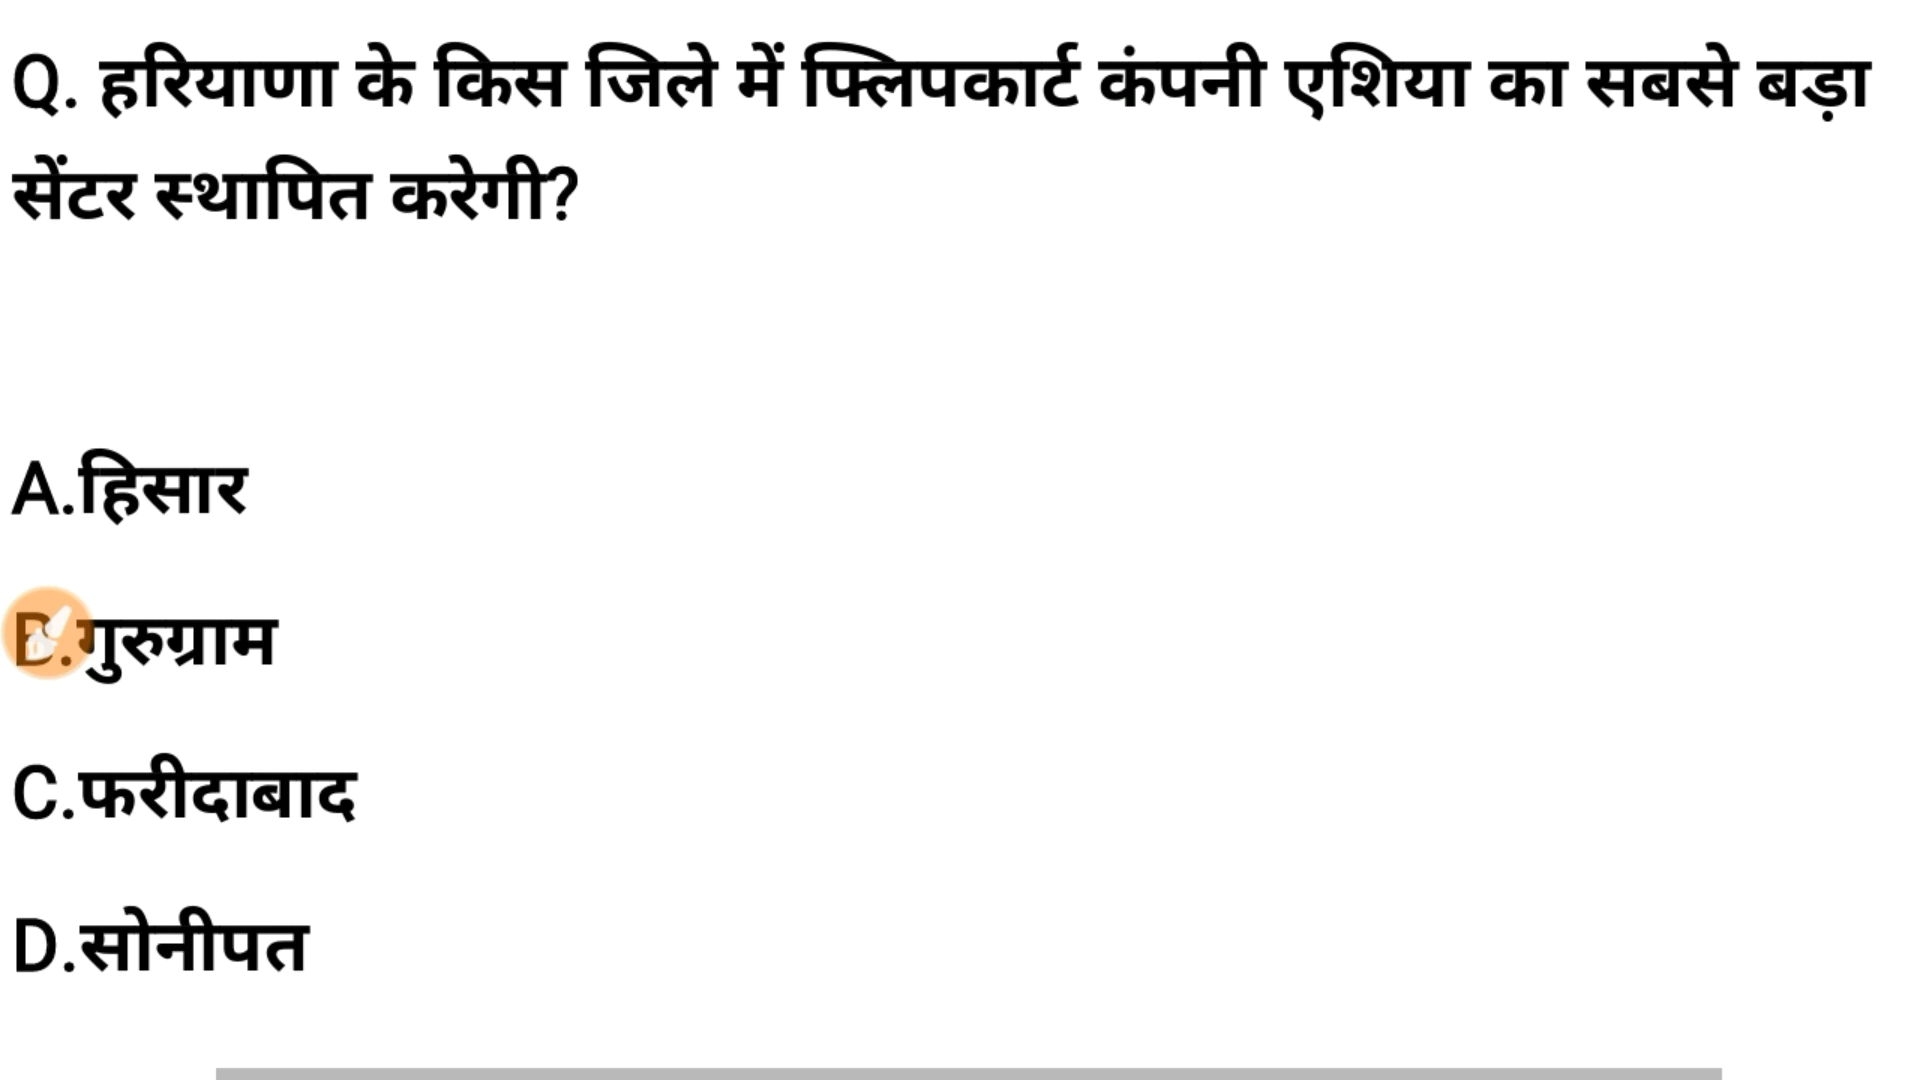 Q. हरियाणा के किस जिले में फ्लिपकार्ट कंपनी एशिया का सबसे बड़ा
सेंटर स्थापित करेगी?
A.हिसार
B.गुरुग्राम
C.फरीदाबाद
D.सोनीपत